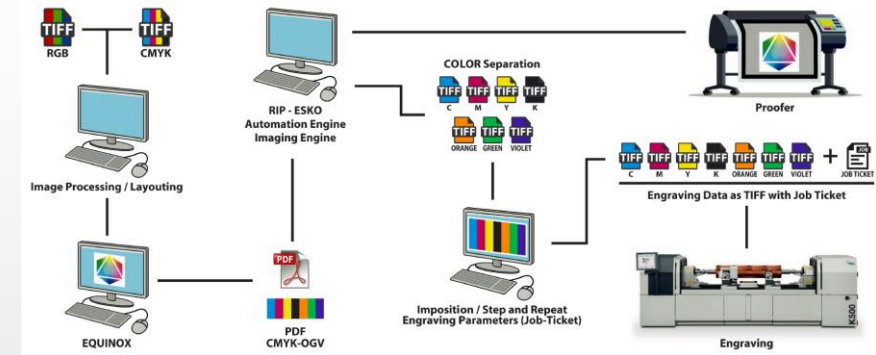 TIFF TIFF
RGB CMYK
Image Processing / Layouting
EQUINOX
PDF
PDF
CMYK-OGV
RIP - ESKO
Automation Engine
Imaging Engine
COLOR Separation
TIFF TIFF TIFF TIFF
C M Y K
TIFF TIFF TIFF
ORANGE GREEN VIOLET
Imposition / Step and Repeat
Engraving Parameters (Job-Ticket)
Proofer
TIFF TIFF TIFF TIFF TIFF TIFF TIFF + JOB
C M Y K ORANGE GREEN VIOLET JOB TICKET
Engraving Data as TIFF with Job Ticket
K500
Engraving